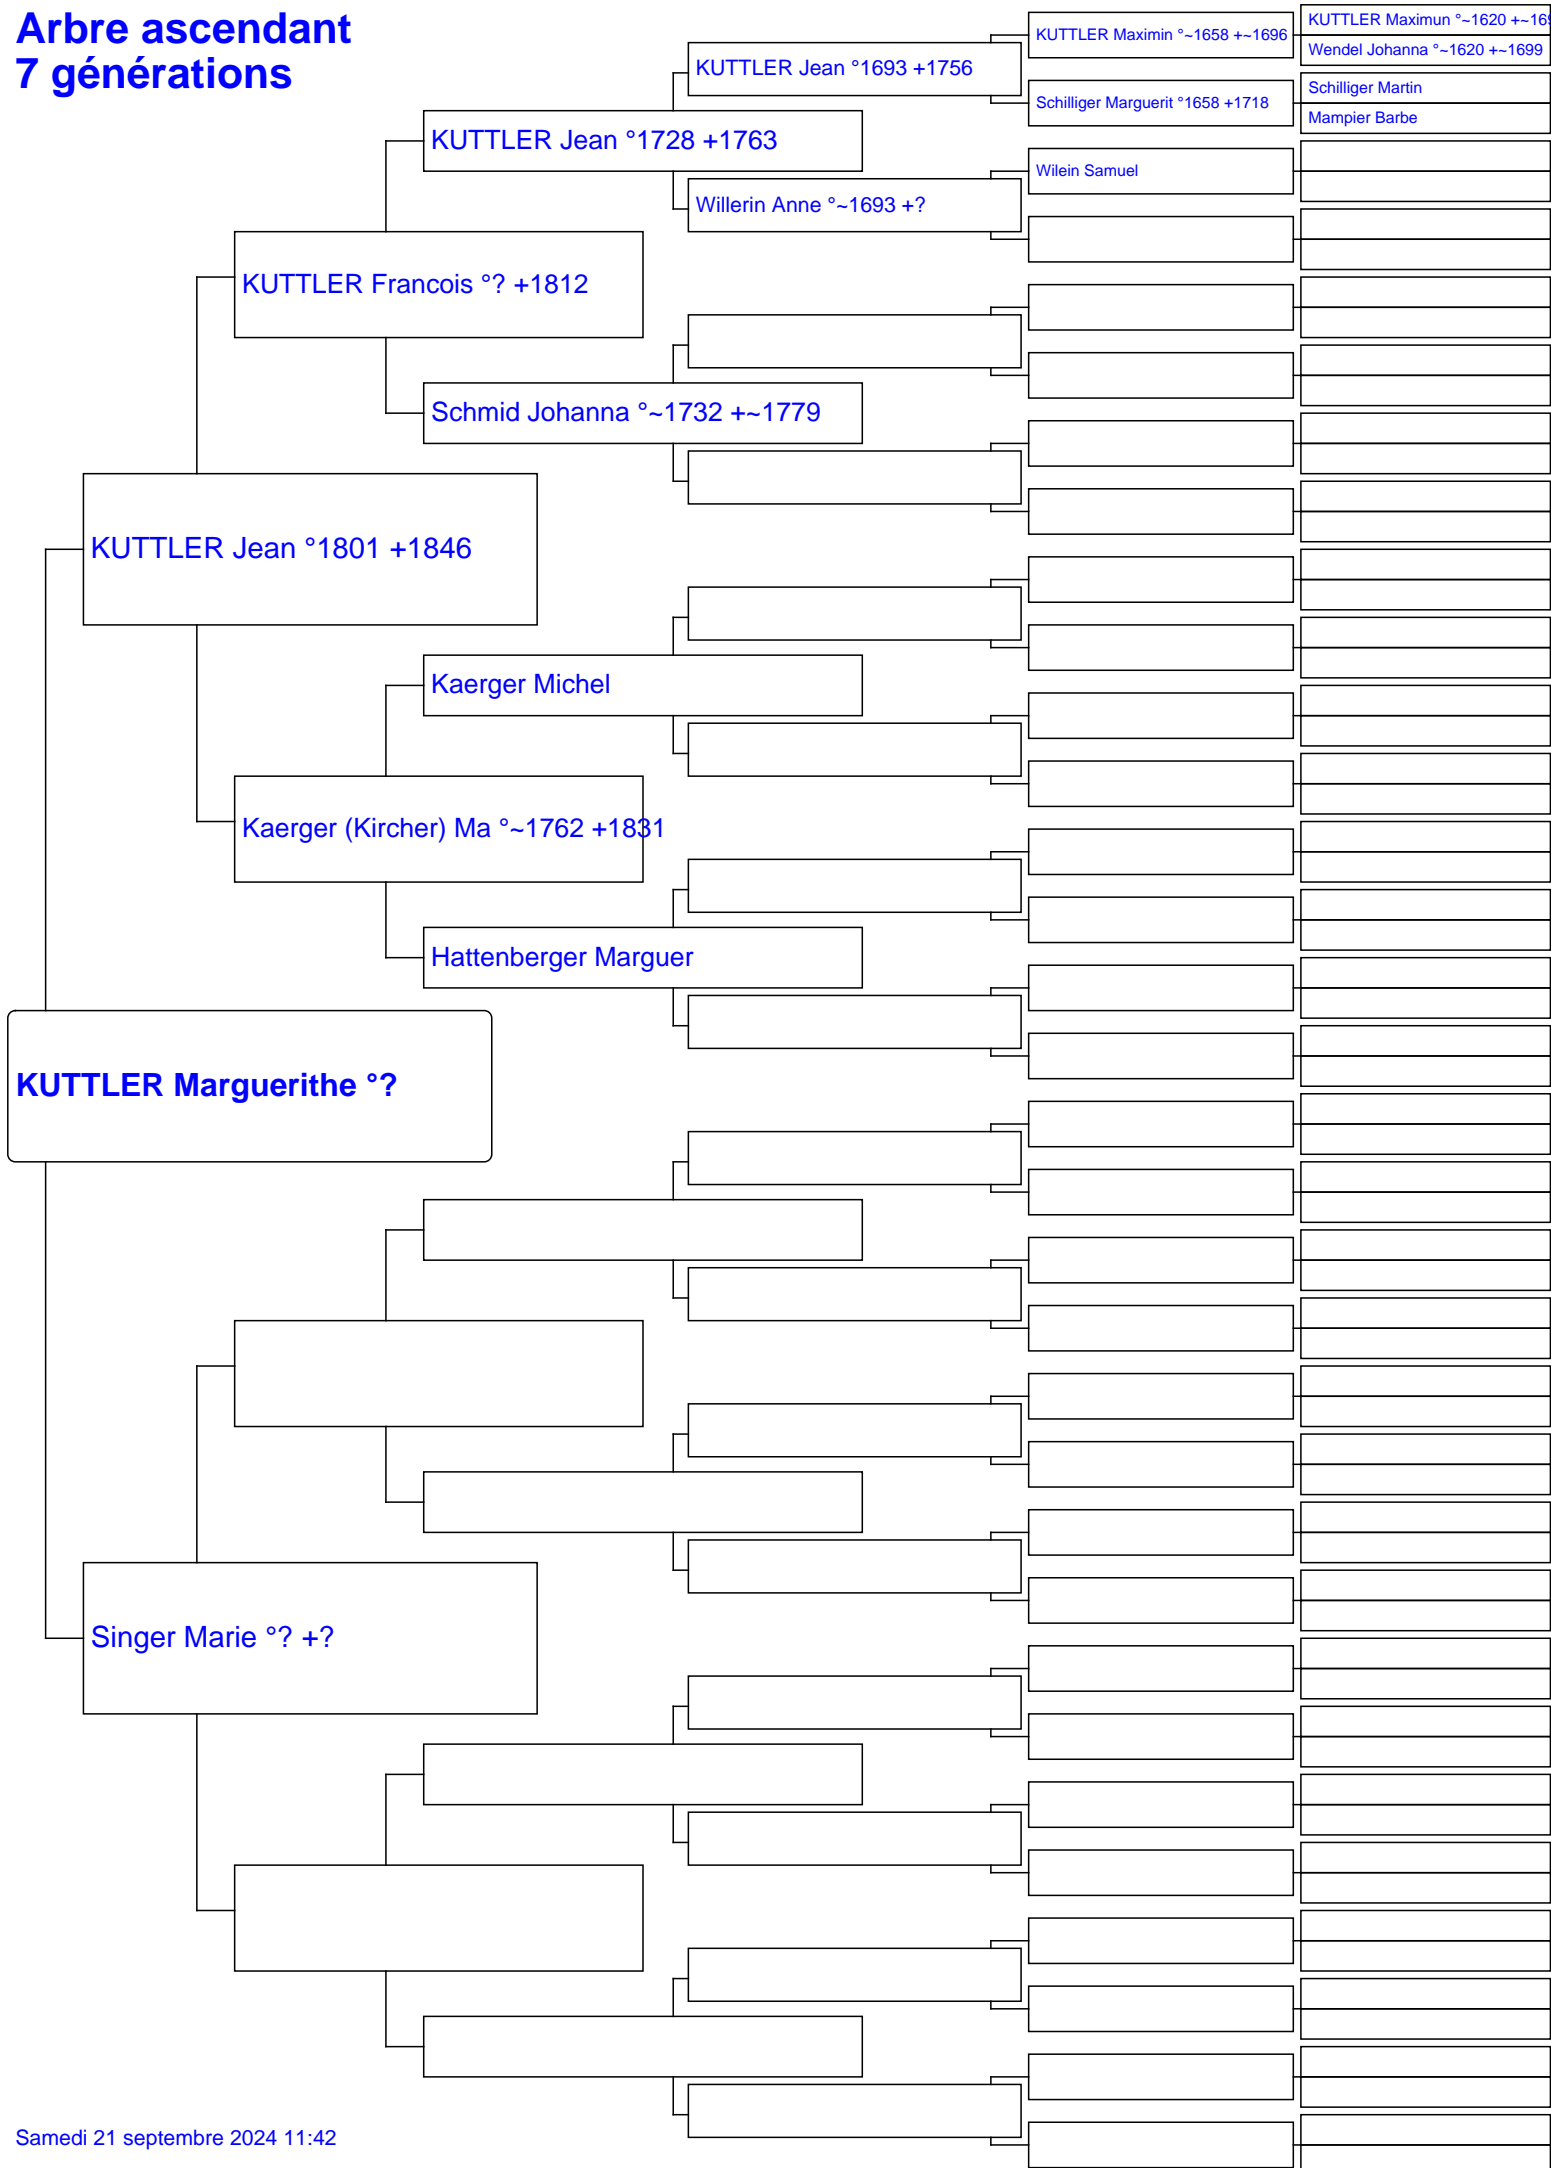 Arbre ascendant
7 générations
KUTTLER Maximin °~1658 +~1696
KUTTLER Maximun °~1620 +~169
Wendel Johanna °~1620 +~1699
KUTTLER Jean °1693 +1756
Schilliger Marguerit °1658 +1718
Schilliger Martin
Mampier Barbe
KUTTLER Jean °1728 +1763
Wilein Samuel
Willerin Anne °~1693 +?
KUTTLER Francois °? +1812
Schmid Johanna °~1732 +~1779
KUTTLER Jean °1801 +1846
Kaerger Michel
Kaerger (Kircher) Ma °~1762 +1831
Hattenberger Marguer
KUTTLER Marguerithe °?
Singer Marie °? +?
Samedi 21 septembre 2024 11:42